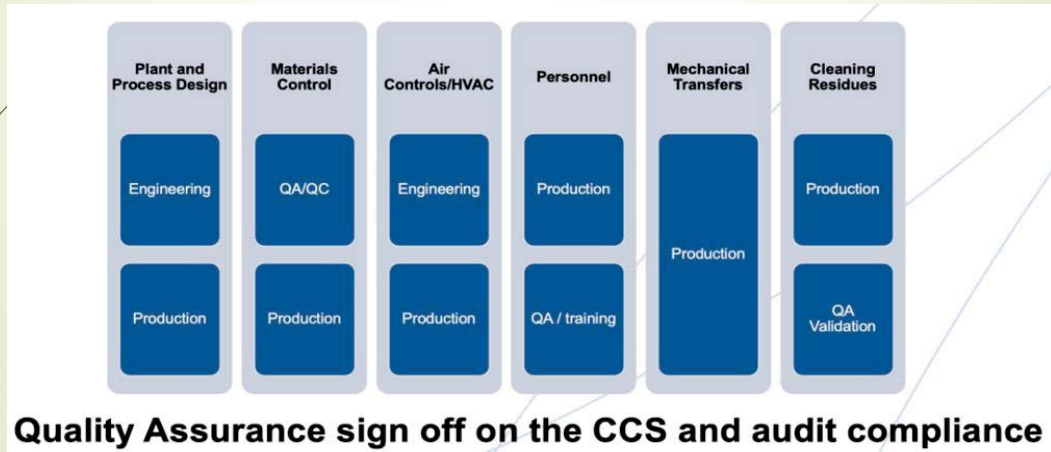 Plant and
Process Design
Materials
Control
Air
Controls/HVAC
Personnel
Mechanical
Transfers
Cleaning
Residues
Engineering
QA/QC
Engineering
Production
Production
Production
Production
Production
Production
QA / training
QA
Validation
Quality Assurance sign off on the CCS and audit compliance